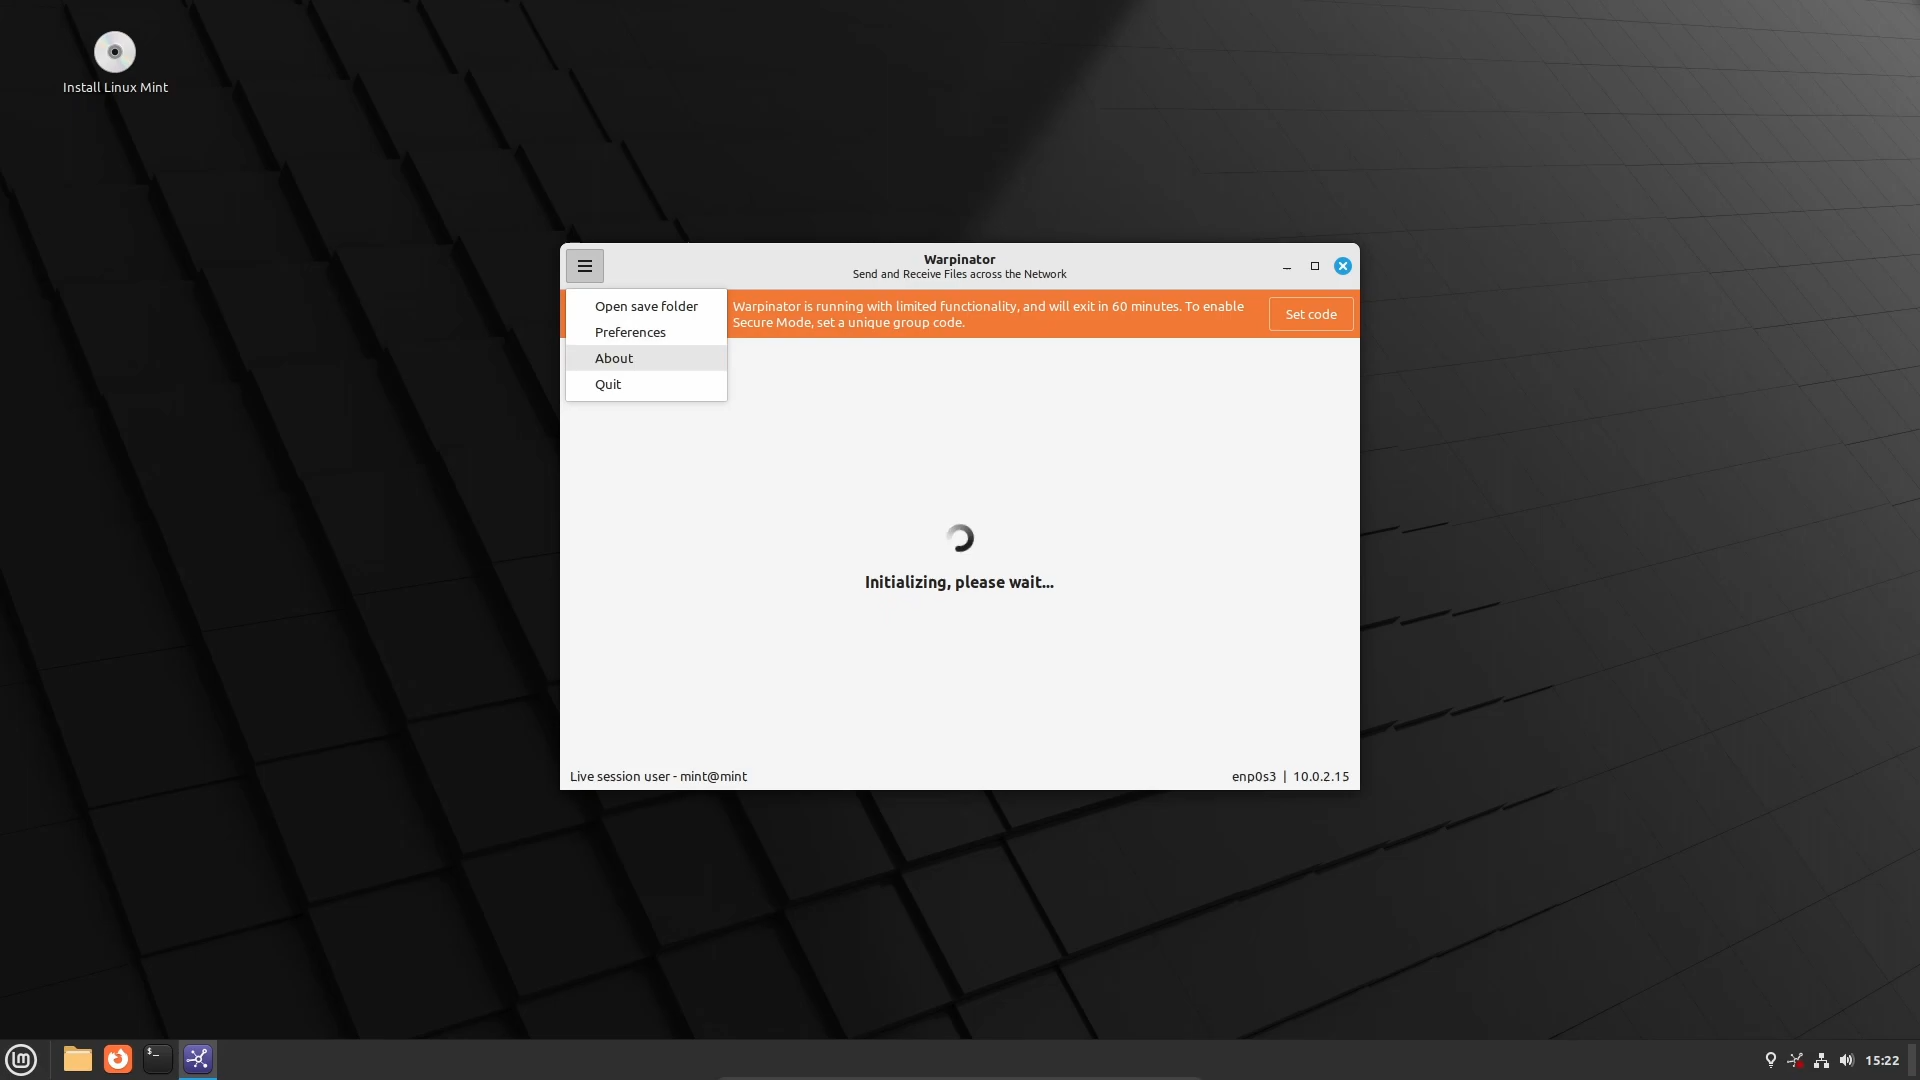 Install Linux Mint
Warpinator
Send and Receive Files across the Network
Open save folder
Preferences
About
Quit
Warpinator is running with limited functionality, and will exit in 60 minutes. To enable
Secure Mode, set a unique group code.
Set code
Initializing, please wait...
Live session user - mint@mint
enp0s3 | 10.0.2.15
lm
$_
15:22